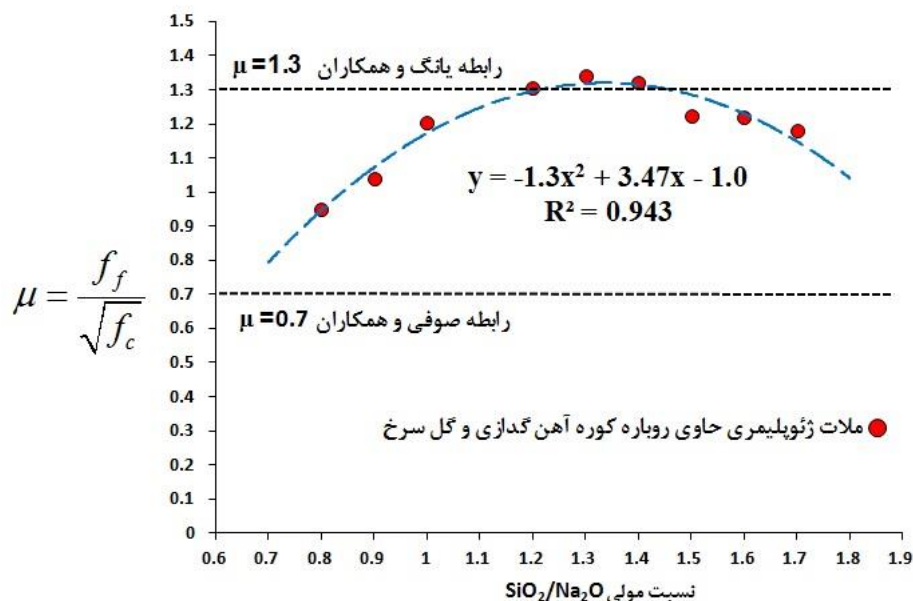 1.5
1.4
1.3
1.2
1.1
1
0.9
0.8
0.7
0.6
0.5
0.4
0.3
0.2
0.1
0
μ = f_f / √f_c
رابطه یانگ و همکاران μ =1.3
y = -1.3x² + 3.47x - 1.0
R² = 0.943
رابطه صوفی و همکاران μ =0.7
ملات ژئوپلیمری حاوی روباره کوره آهن گدازی و گل سرخ
0.6 0.7 0.8 0.9 1 1.1 1.2 1.3 1.4 1.5 1.6 1.7 1.8 1.9
نسبت مولی SiO₂/Na₂O